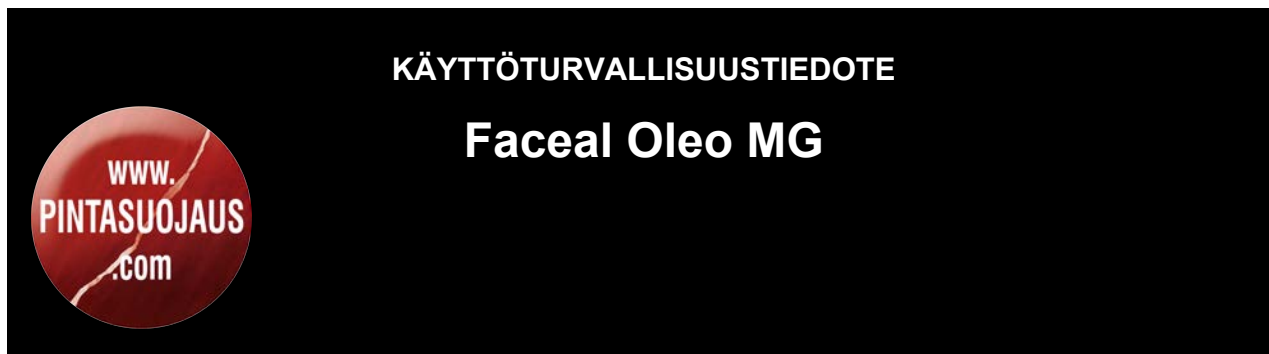 KÄYTTÖTURVALLISUUSTIEDOTE
Faceal Oleo MG
www.
PINTASUOJAUS
.com